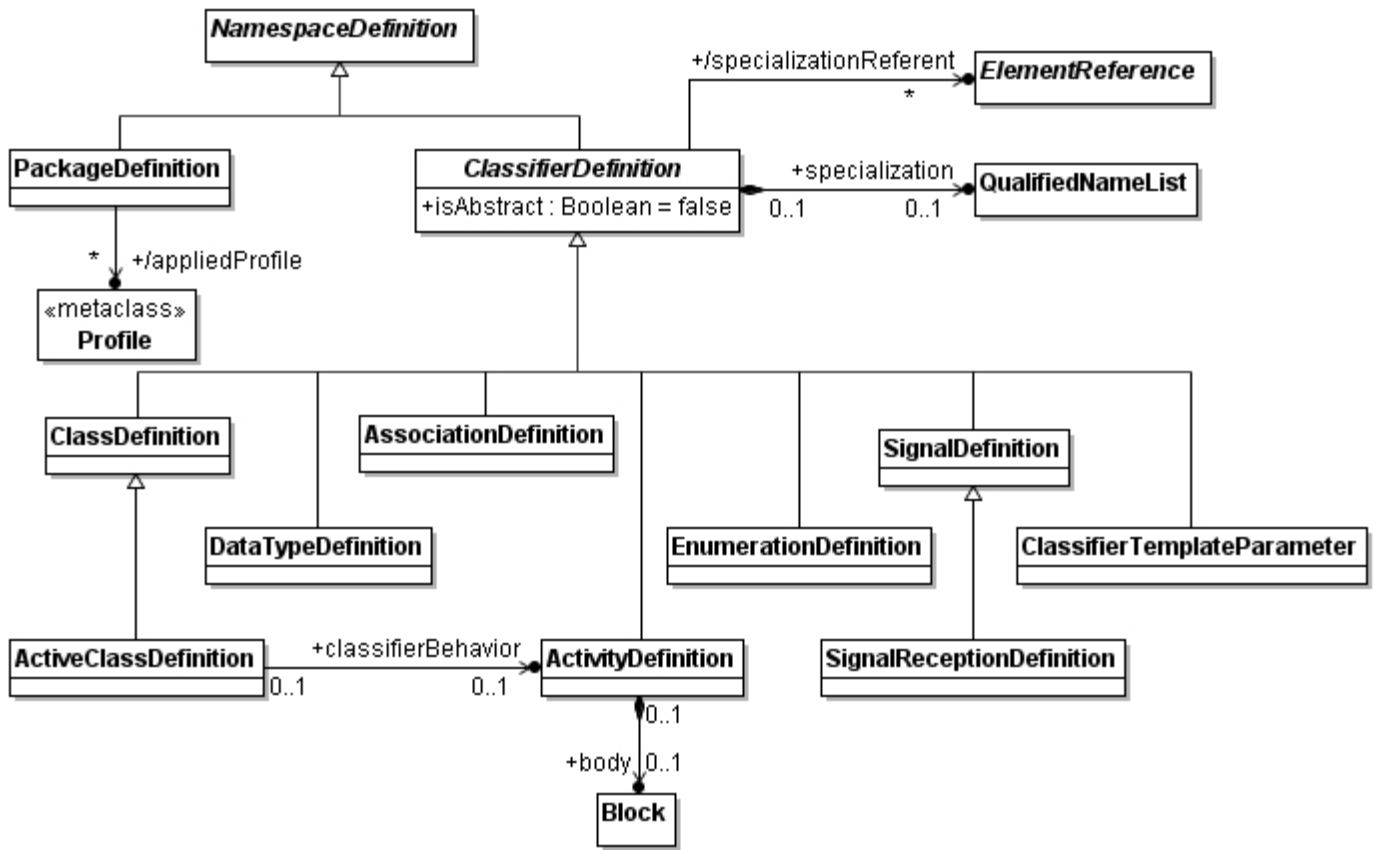 NamespaceDefinition
+/specializationReferent
ElementReference
*
PackageDefinition
ClassifierDefinition
+isAbstract : Boolean = false
+specialization
QualifiedNameList
0..1
0..1
*
+/appliedProfile
«metaclass»
Profile
ClassDefinition
AssociationDefinition
SignalDefinition
DataTypeDefinition
EnumerationDefinition
ClassifierTemplateParameter
ActiveClassDefinition
+classifierBehavior
0..1
0..1
ActivityDefinition
SignalReceptionDefinition
0..1
+body
0..1
Block